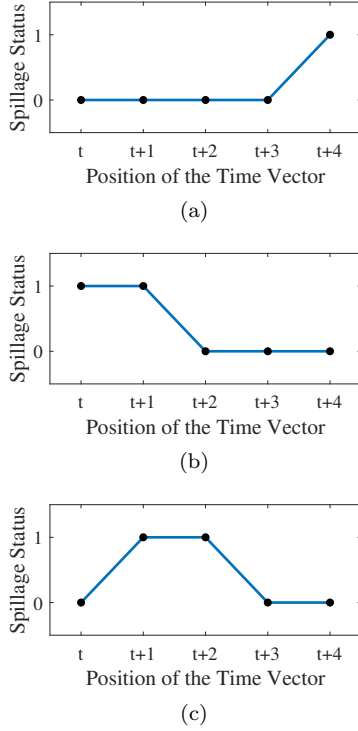 Spillage Status
1
0
t t+1 t+2 t+3 t+4
Position of the Time Vector
(a)
Spillage Status
1
0
t t+1 t+2 t+3 t+4
Position of the Time Vector
(b)
Spillage Status
1
0
t t+1 t+2 t+3 t+4
Position of the Time Vector
(c)